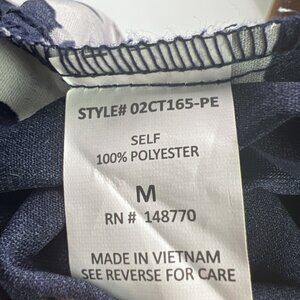 STYLE# 02CT165-PE
SELF
100% POLYESTER
M
RN # 148770
MADE IN VIETNAM
SEE REVERSE FOR CARE